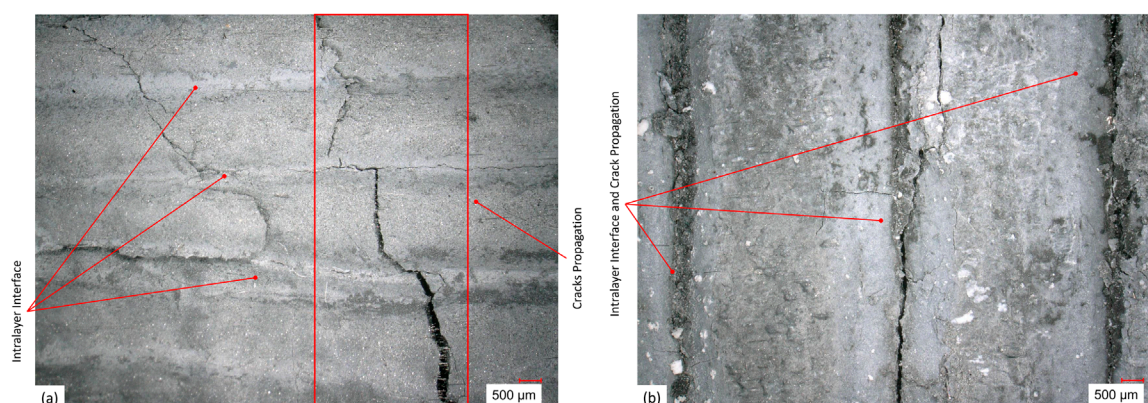 Intralayer Interface
(a)
500 µm
Cracks Propagation
Intralayer Interface and Crack Propagation
(b)
500 µm